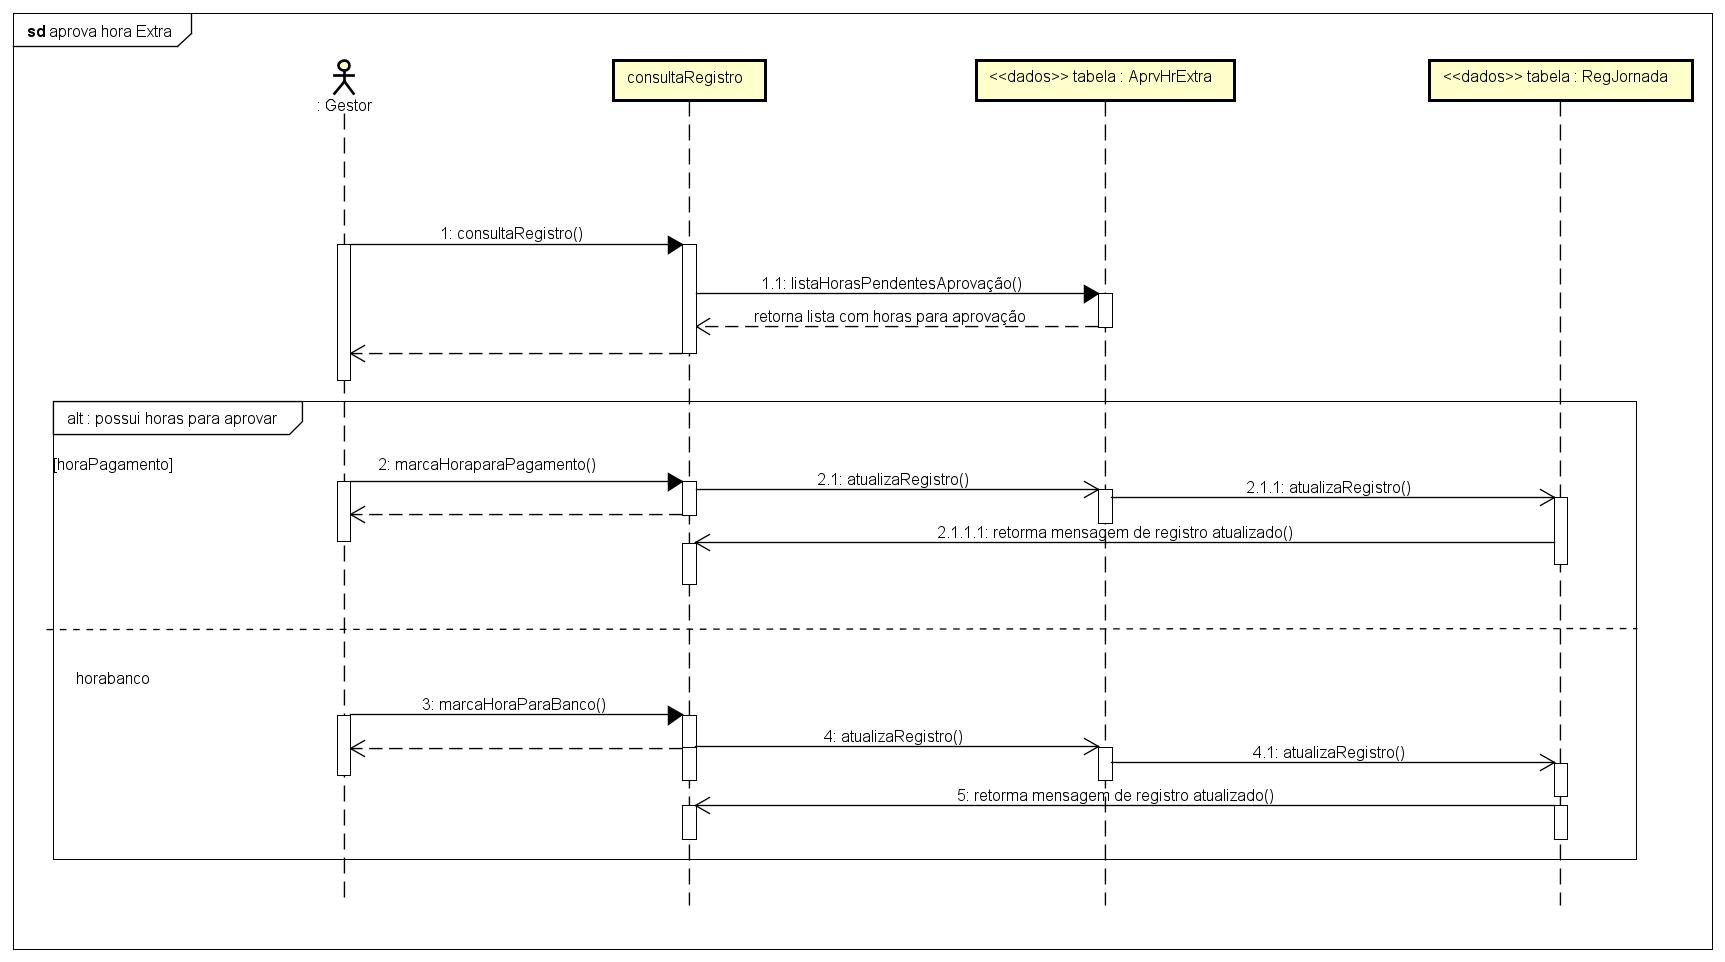 sd aprova hora Extra
: Gestor
consultaRegistro
<<dados>> tabela : AprvHrExtra
<<dados>> tabela : RegJornada
1: consultaRegistro()
1.1: listaHorasPendentesAprovação()
retorna lista com horas para aprovação
alt : possui horas para aprovar
[horaPagamento]
2: marcaHoraparaPagamento()
2.1: atualizaRegistro()
2.1.1: atualizaRegistro()
2.1.1.1: retorma mensagem de registro atualizado()
horabanco
3: marcaHoraParaBanco()
4: atualizaRegistro()
4.1: atualizaRegistro()
5: retorma mensagem de registro atualizado()